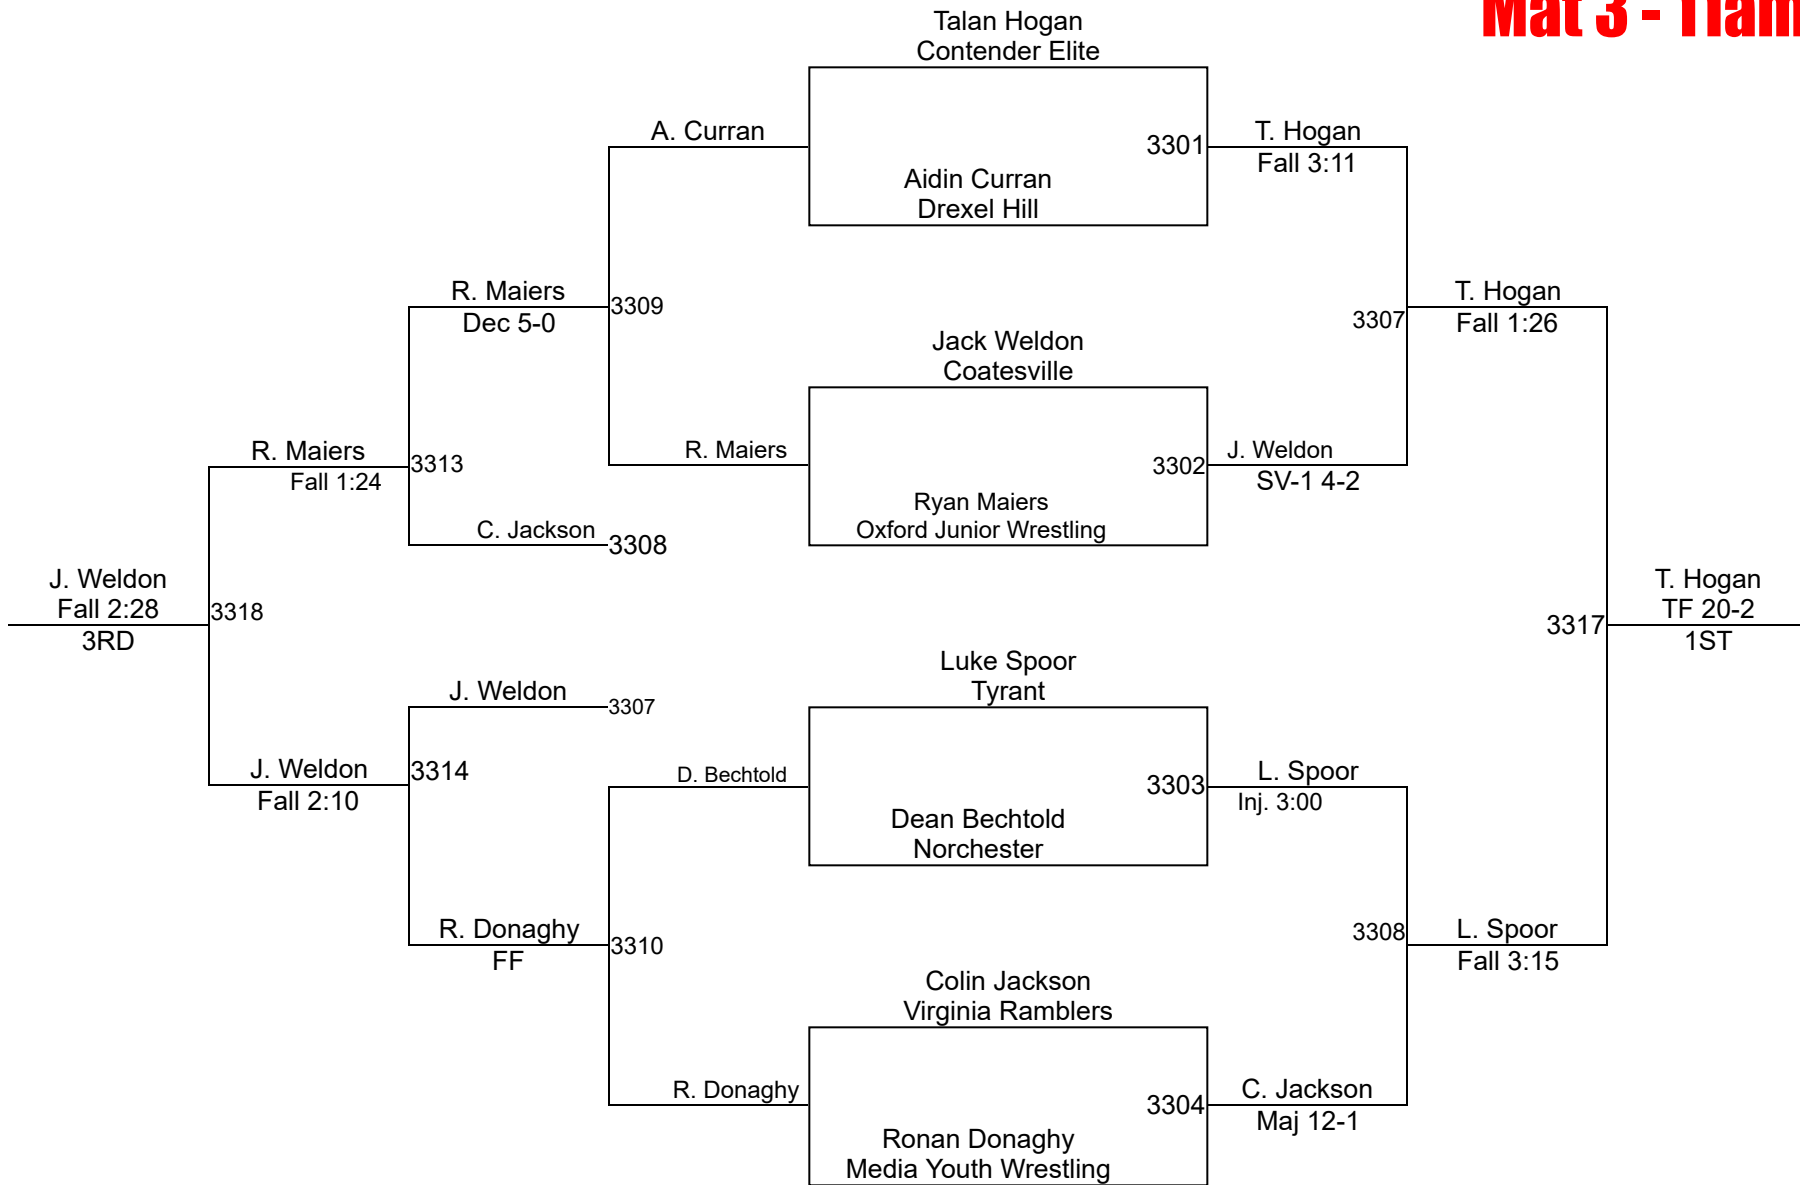 Mat 3 - 11am
Talan Hogan
Contender Elite
A. Curran
3301
T. Hogan
Fall 3:11
Aidin Curran
Drexel Hill
R. Maiers
Dec 5-0
3309
3307
T. Hogan
Fall 1:26
Jack Weldon
Coatesville
R. Maiers
Fall 1:24
3313
R. Maiers
3302
J. Weldon
SV-1 4-2
Ryan Maiers
Oxford Junior Wrestling
C. Jackson
3308
J. Weldon
Fall 2:28
3RD
3318
3317
T. Hogan
TF 20-2
1ST
Luke Spoor
Tyrant
J. Weldon
3307
J. Weldon
Fall 2:10
3314
D. Bechtold
3303
L. Spoor
Inj. 3:00
Dean Bechtold
Norchester
R. Donaghy
FF
3310
3308
L. Spoor
Fall 3:15
Colin Jackson
Virginia Ramblers
R. Donaghy
3304
C. Jackson
Maj 12-1
Ronan Donaghy
Media Youth Wrestling